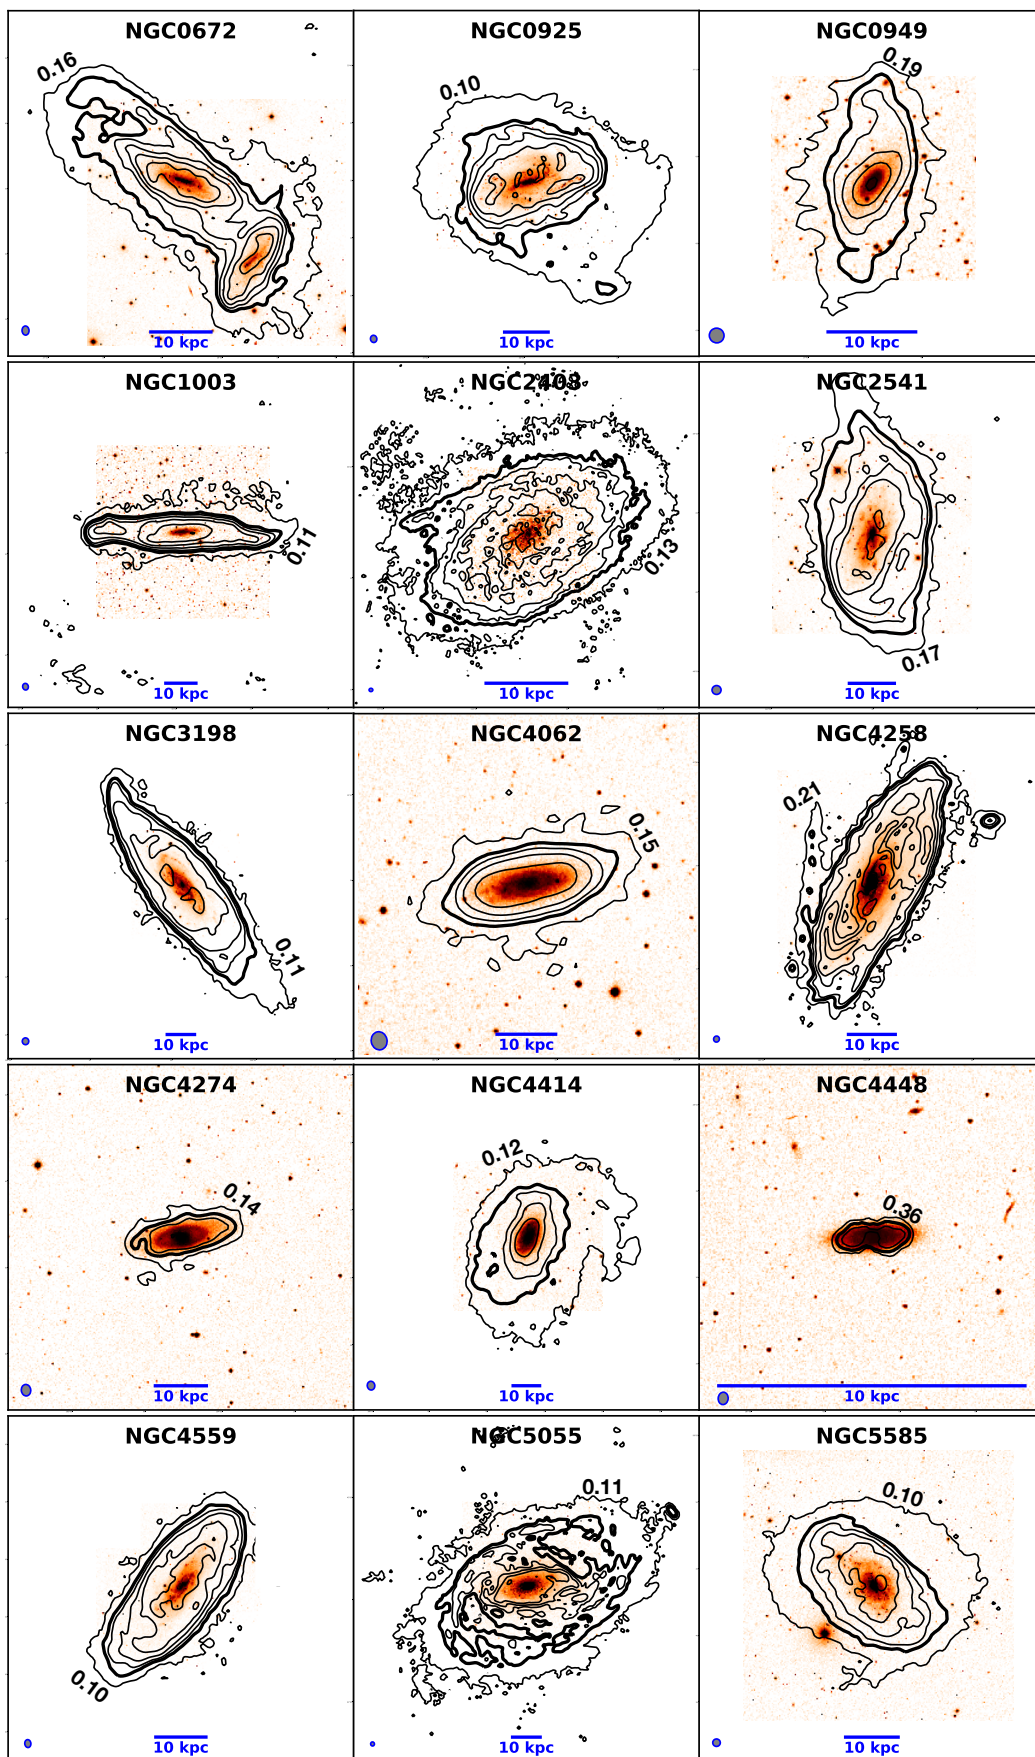 NGC0672
0.16
10 kpc
NGC0925
0.10
10 kpc
NGC0949
0.19
10 kpc
NGC1003
0.11
10 kpc
NGC2403
0.13
10 kpc
NGC2541
0.17
10 kpc
NGC3198
0.11
10 kpc
NGC4062
0.15
10 kpc
NGC4258
0.21
10 kpc
NGC4274
0.14
10 kpc
NGC4414
0.12
10 kpc
NGC4448
0.36
10 kpc
NGC4559
0.10
10 kpc
NGC5055
0.11
10 kpc
NGC5585
0.10
10 kpc